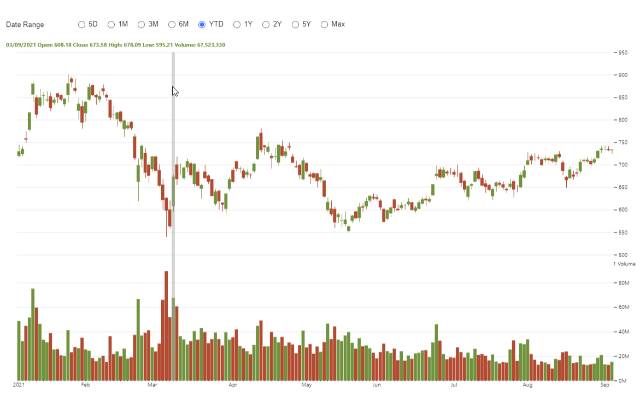 Date Range 5D 1M 3M 6M YTD 1Y 2Y 5Y Max
03/09/2021 Open: 608.18 Close: 673.58 High: 678.09 Low: 595.21 Volume: 67,523,330
950
900
850
800
750
700
650
600
550
500
↑ Volume
80M
60M
40M
20M
0M
2021 Feb Mar Apr May Jun Jul Aug Sep